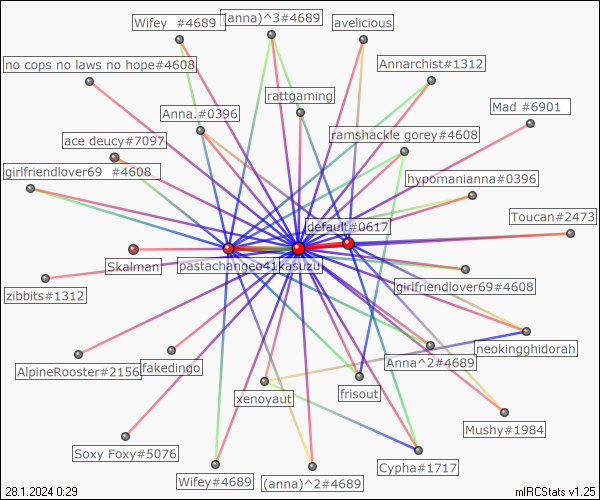 Wifey #4689
(anna)^3#4689
avelicious
no cops no laws no hope#4608
Annarchist#1312
rattgaming
Mad #6901
Anna.#0396
ace deucy#7097
ramshackle gorey#4608
girlfriendlover69 #4608
hypomanianna#0396
Toucan#2473
default#0617
Skalman
kasuzu
zibbits#1312
girlfriendlover69#4608
neokingghidorah
Anna^2#4689
AlpineRooster#2156
fakedingo
xenoyaut
frisout
Mushy#1984
Soxy Foxy#5076
Cypha#1717
Wifey#4689
(anna)^2#4689
28.1.2024 0:29
mIRCStats v1.25